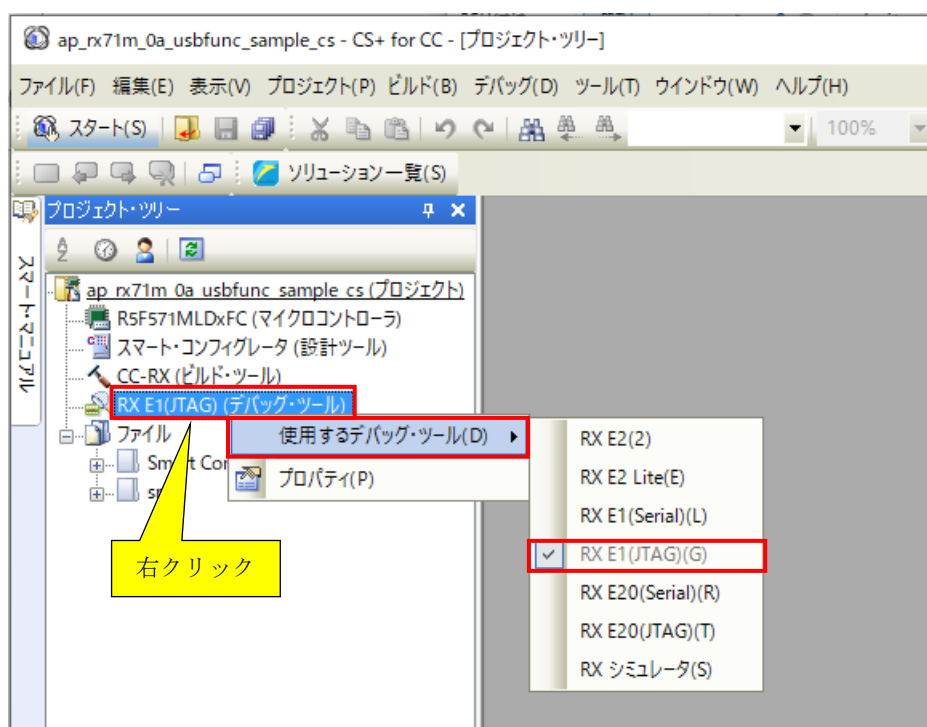 ap_rx71m_0a_usbfunc_sample_cs - CS+ for CC - [プロジェクト・ツリー]
ファイル(F) 編集(E) 表示(V) プロジェクト(P) ビルド(B) デバッグ(D) ツール(T) ウインドウ(W) ヘルプ(H)
スタート(S) 100%
ソリューション一覧(S)
スマート・マニュアル
プロジェクト・ツリー
ap_rx71m_0a_usbfunc_sample_cs (プロジェクト)
R5F571MLDxFC (マイクロコントローラ)
スマート・コンフィグレータ (設計ツール)
CC-RX (ビルド・ツール)
RX E1(JTAG) (デバッグ・ツール)
ファイル
使用するデバッグ・ツール(D)
プロパティ(P)
RX E2(2)
RX E2 Lite(E)
RX E1(Serial)(L)
RX E1(JTAG)(G)
RX E20(Serial)(R)
RX E20(JTAG)(T)
RX シミュレータ(S)
右クリック